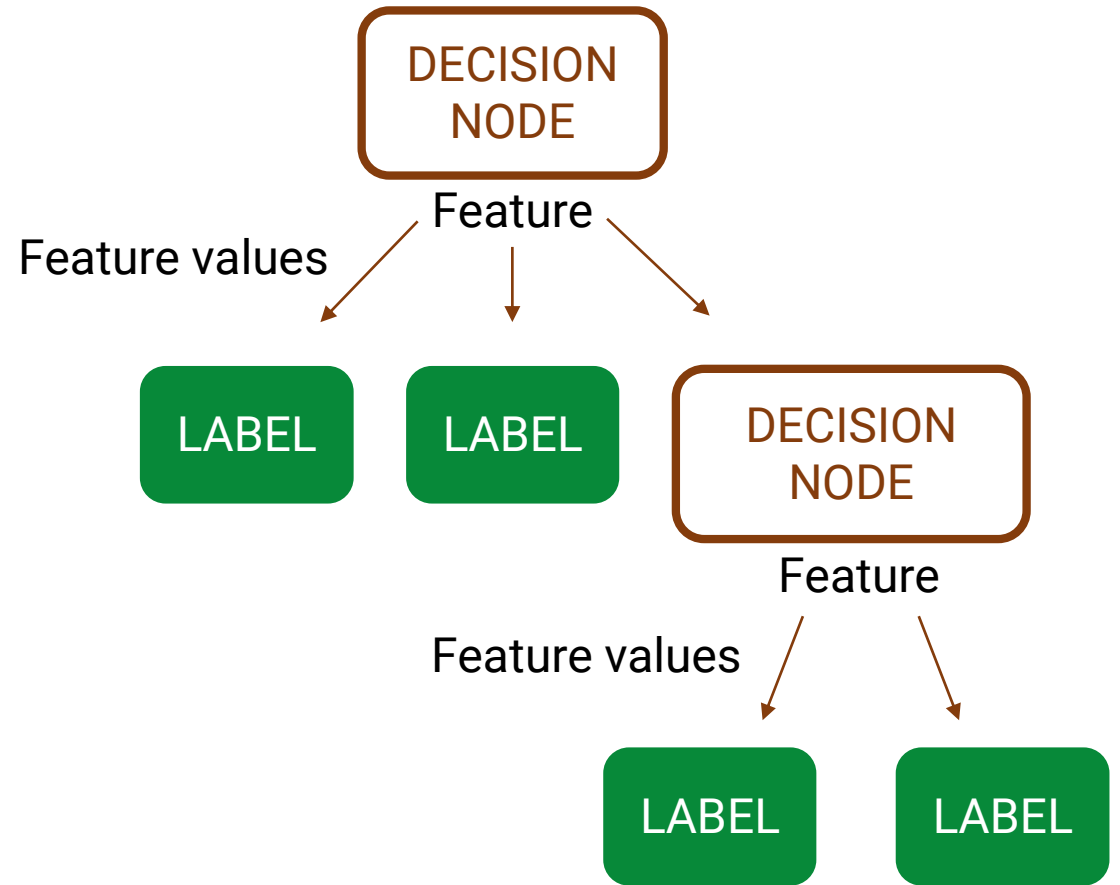 DECISION
NODE
Feature
Feature values
LABEL
LABEL
DECISION
NODE
Feature
Feature values
LABEL
LABEL